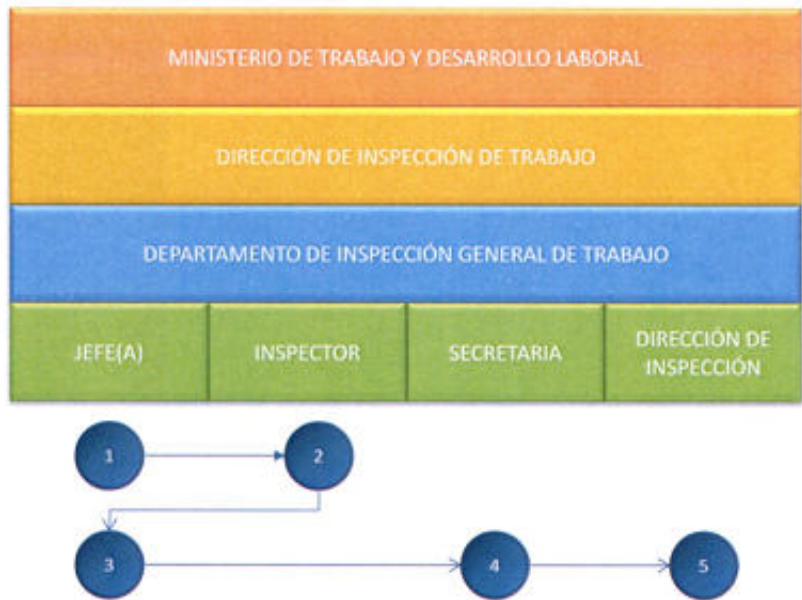 MINISTERIO DE TRABAJO Y DESARROLLO LABORAL
DIRECCIÓN DE INSPECCIÓN DE TRABAJO
DEPARTAMENTO DE INSPECCIÓN GENERAL DE TRABAJO
JEFE(A)
INSPECTOR
SECRETARIA
DIRECCIÓN DE
INSPECCIÓN
1
2
3
4
5